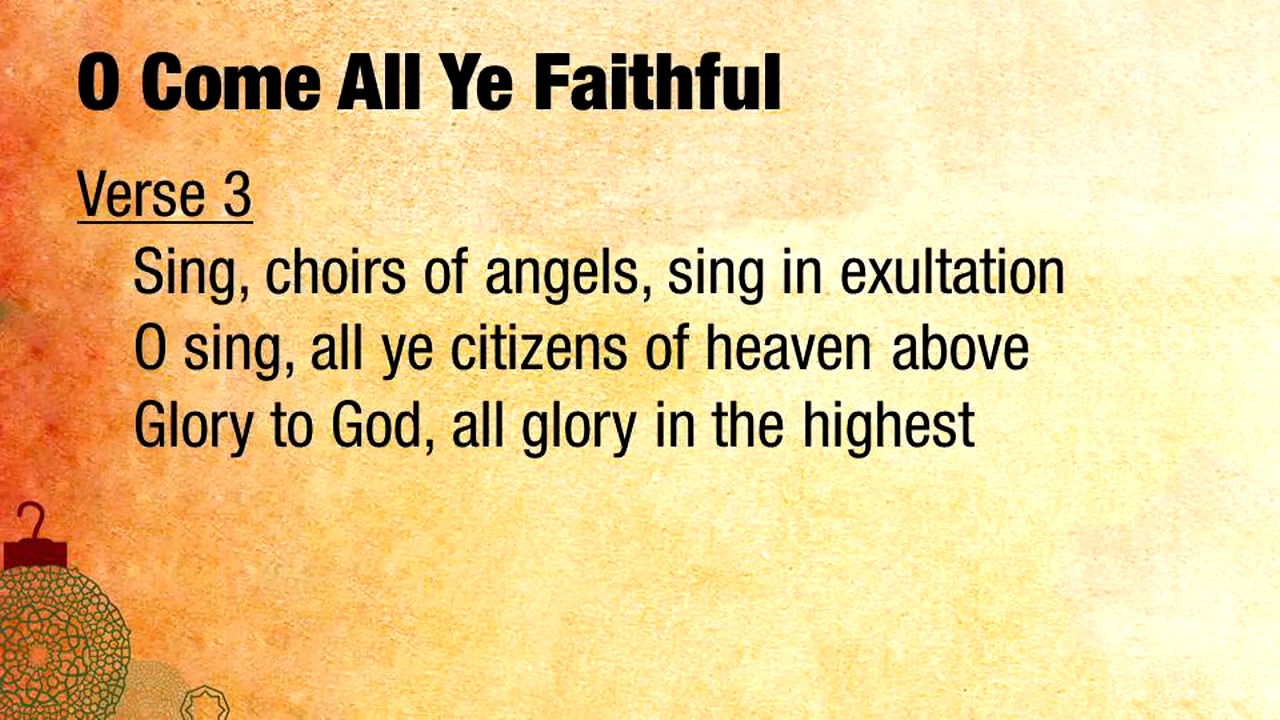 O Come All Ye Faithful
Verse 3
Sing, choirs of angels, sing in exultation
O sing, all ye citizens of heaven above
Glory to God, all glory in the highest